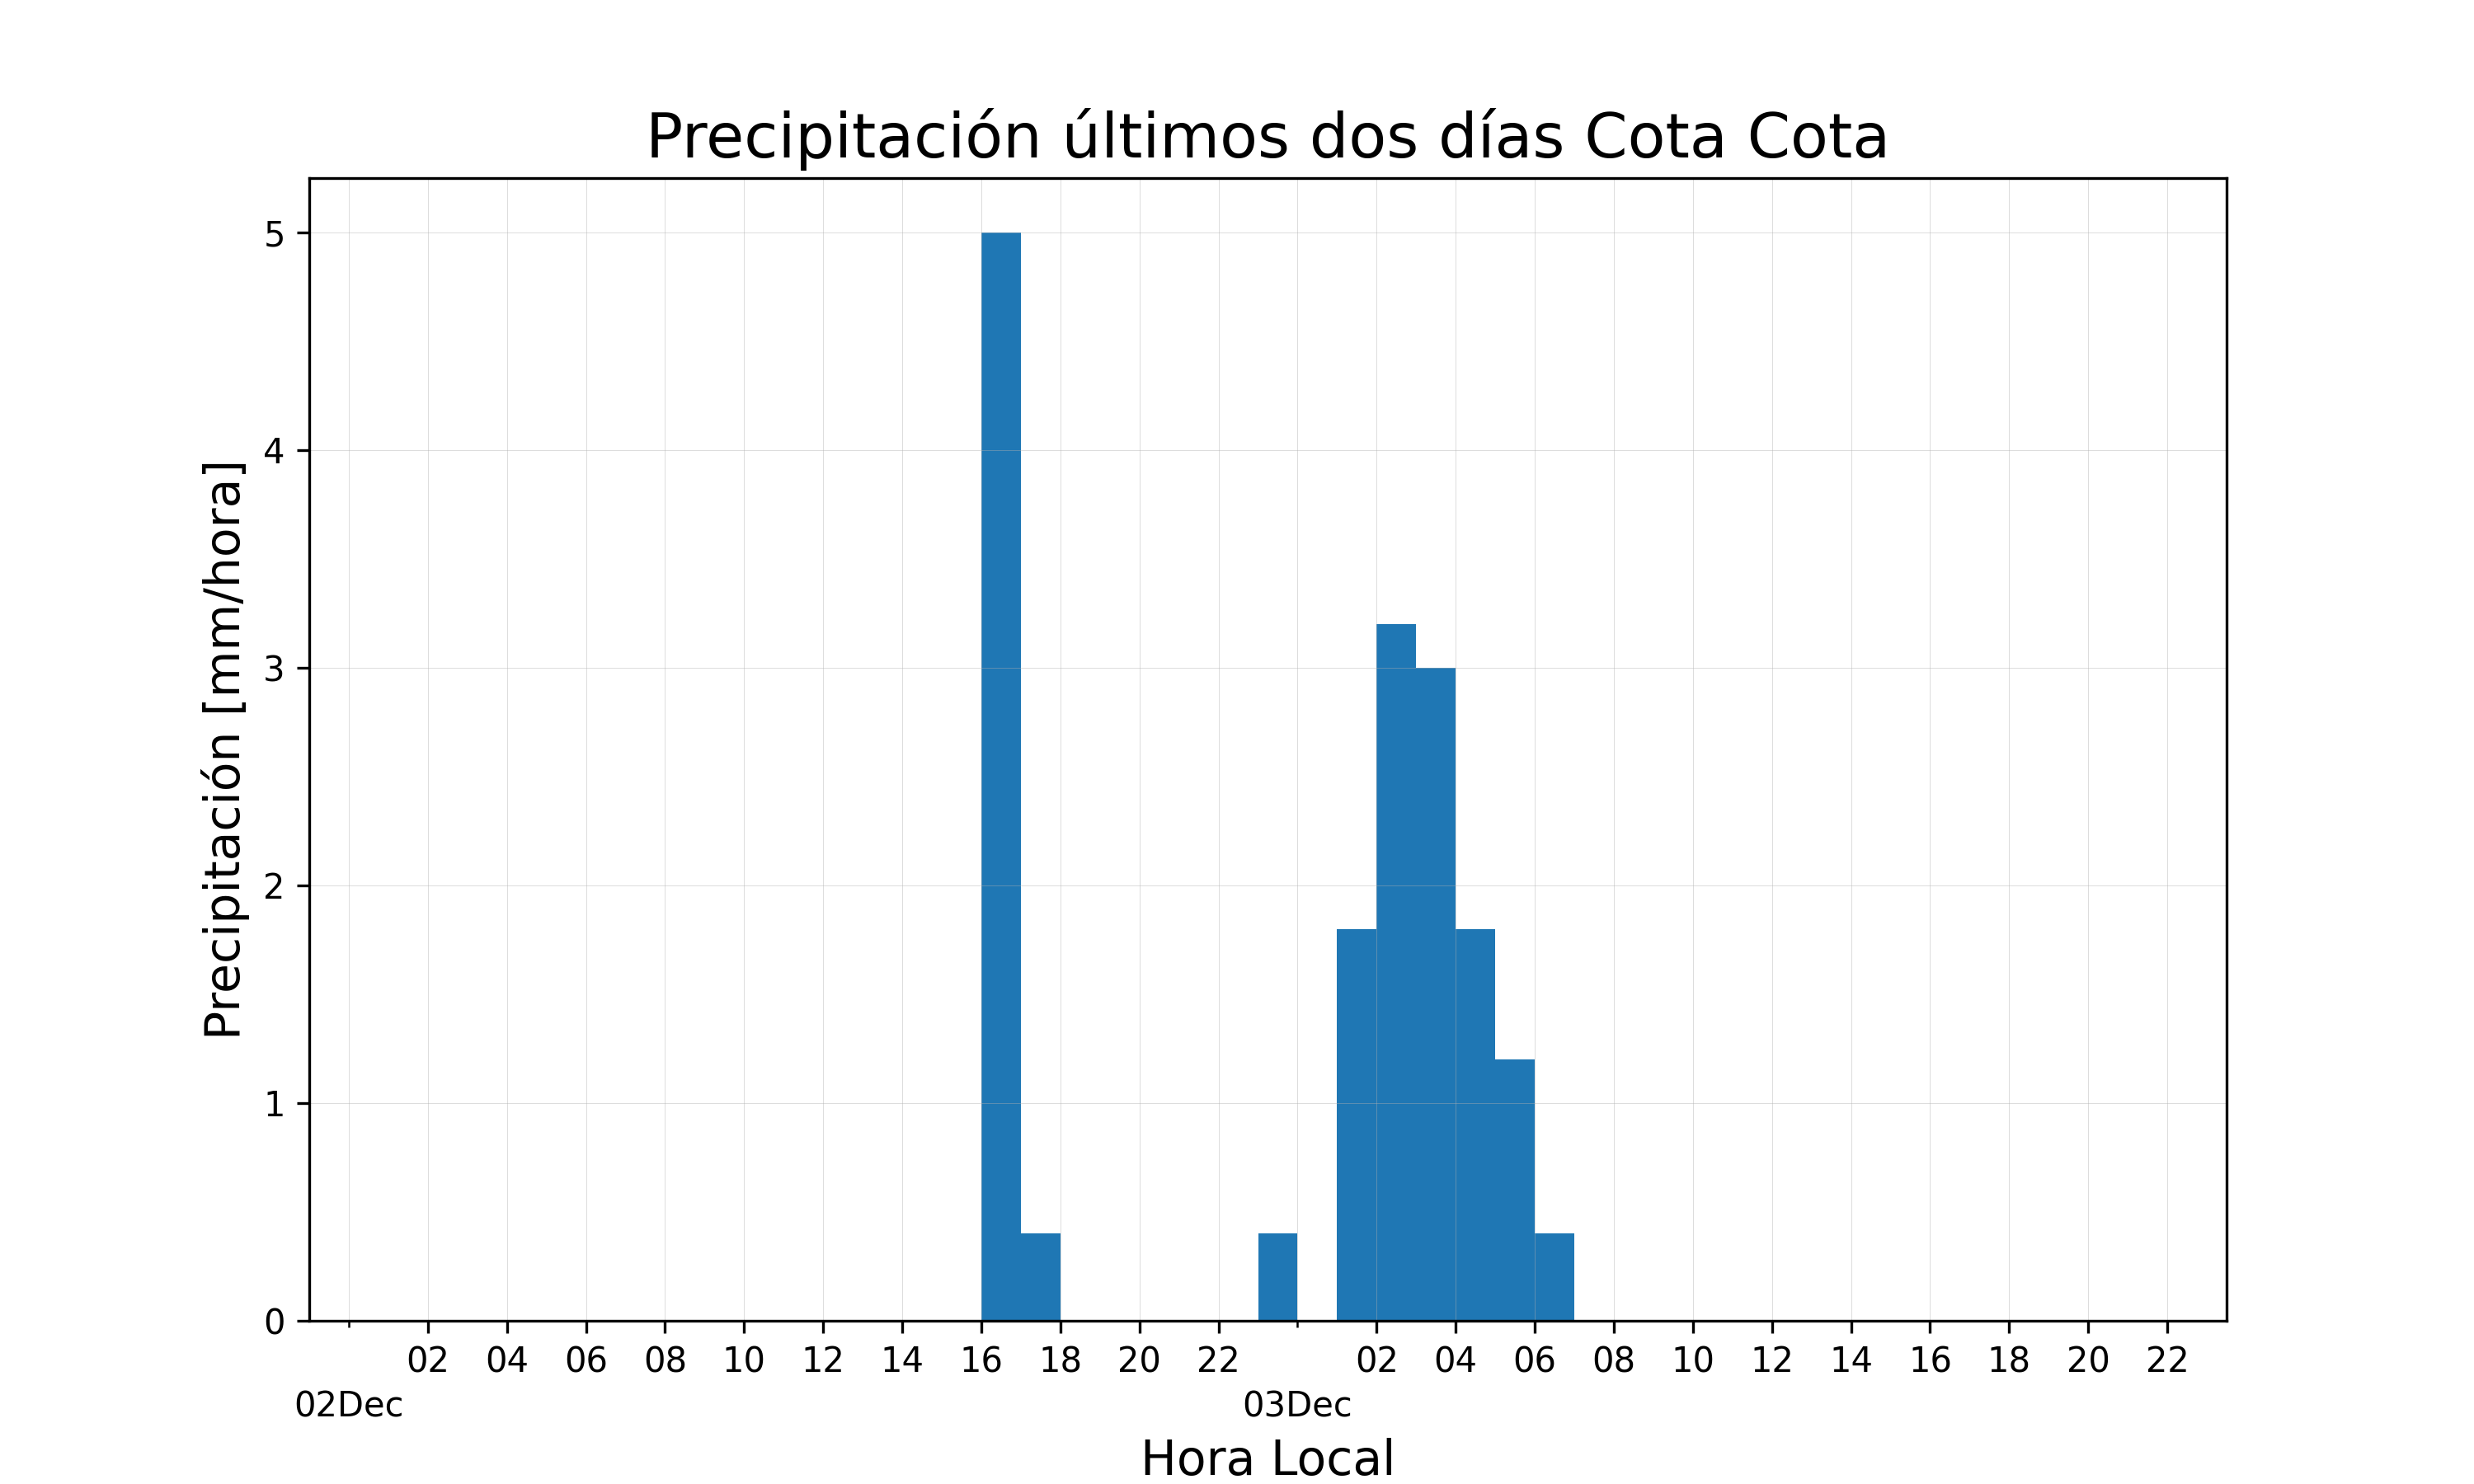 Precipitación últimos dos días Cota Cota
Precipitación [mm/hora]
5
4
3
2
1
0
02 04 06 08 10 12 14 16 18 20 22 02 04 06 08 10 12 14 16 18 20 22
02Dec 03Dec
Hora Local